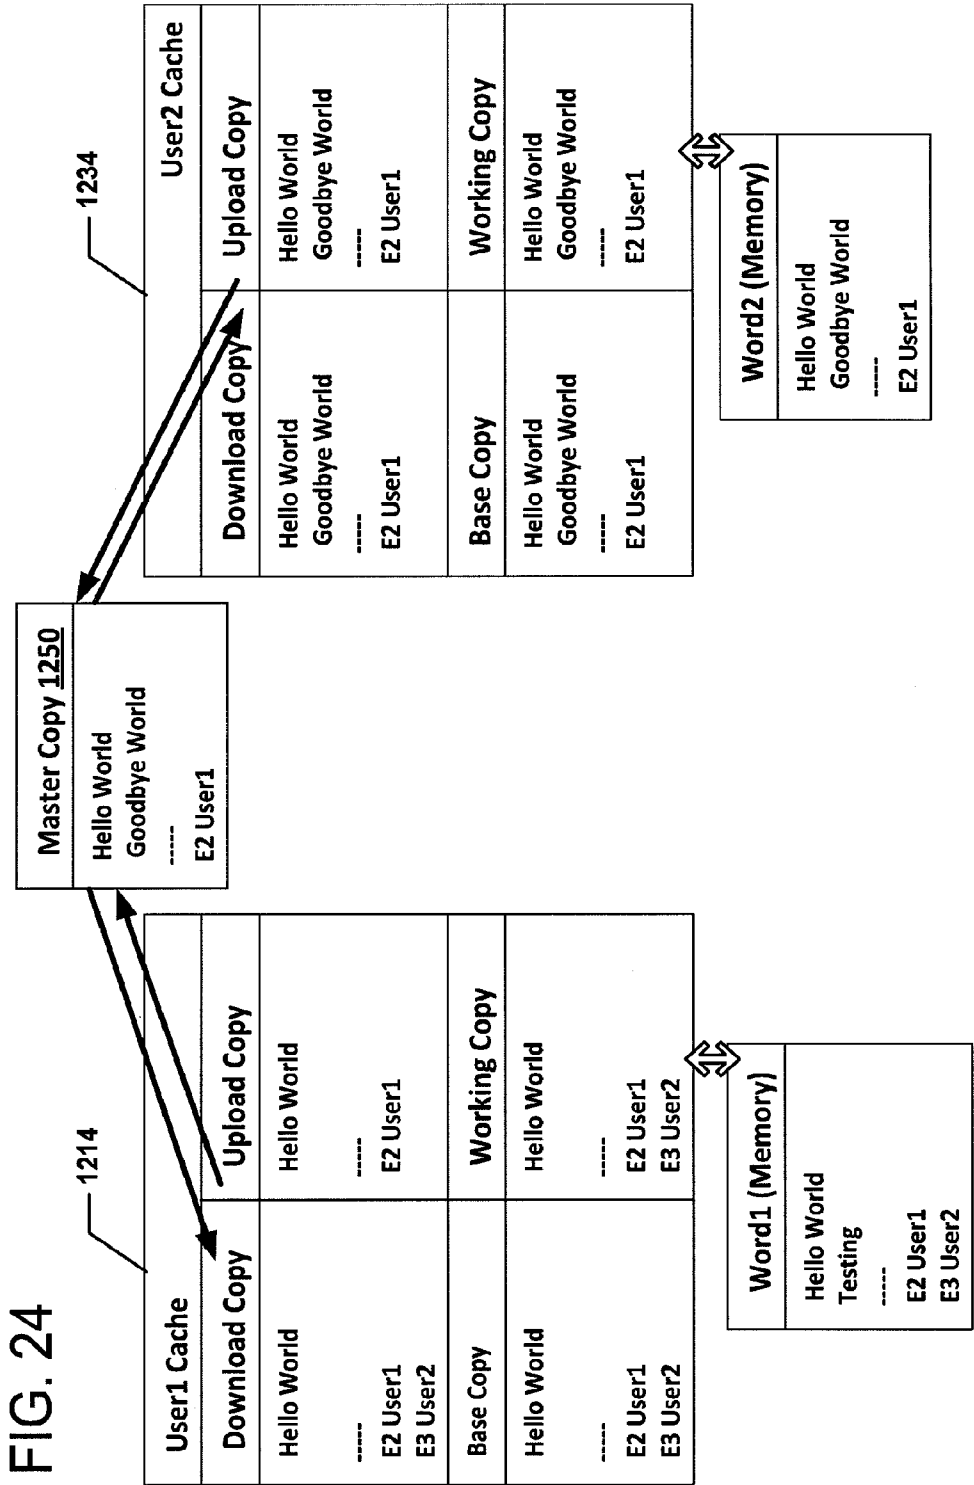 FIG. 24
1214
User1 Cache
Download Copy
Hello World
-----
E2 User1
E3 User2
Upload Copy
Hello World
-----
E2 User1
Base Copy
Hello World
-----
E2 User1
E3 User2
Working Copy
Hello World
-----
E2 User1
E3 User2
Word1 (Memory)
Hello World
Testing
-----
E2 User1
E3 User2
Master Copy 1250
Hello World
Goodbye World
-----
E2 User1
1234
User2 Cache
Download Copy
Hello World
Goodbye World
-----
E2 User1
Upload Copy
Hello World
Goodbye World
-----
E2 User1
Base Copy
Hello World
Goodbye World
-----
E2 User1
Working Copy
Hello World
Goodbye World
-----
E2 User1
Word2 (Memory)
Hello World
Goodbye World
-----
E2 User1